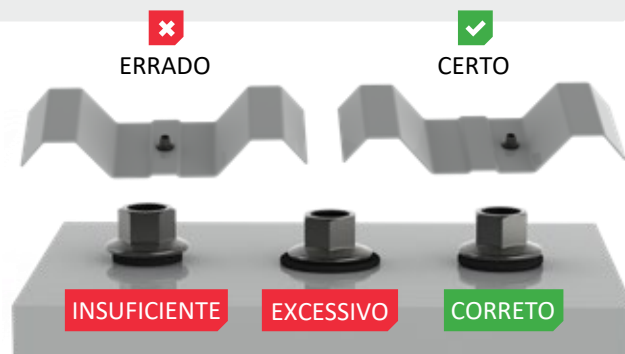 ERRADO
CERTO
INSUFICIENTE
EXCESSIVO
CORRETO